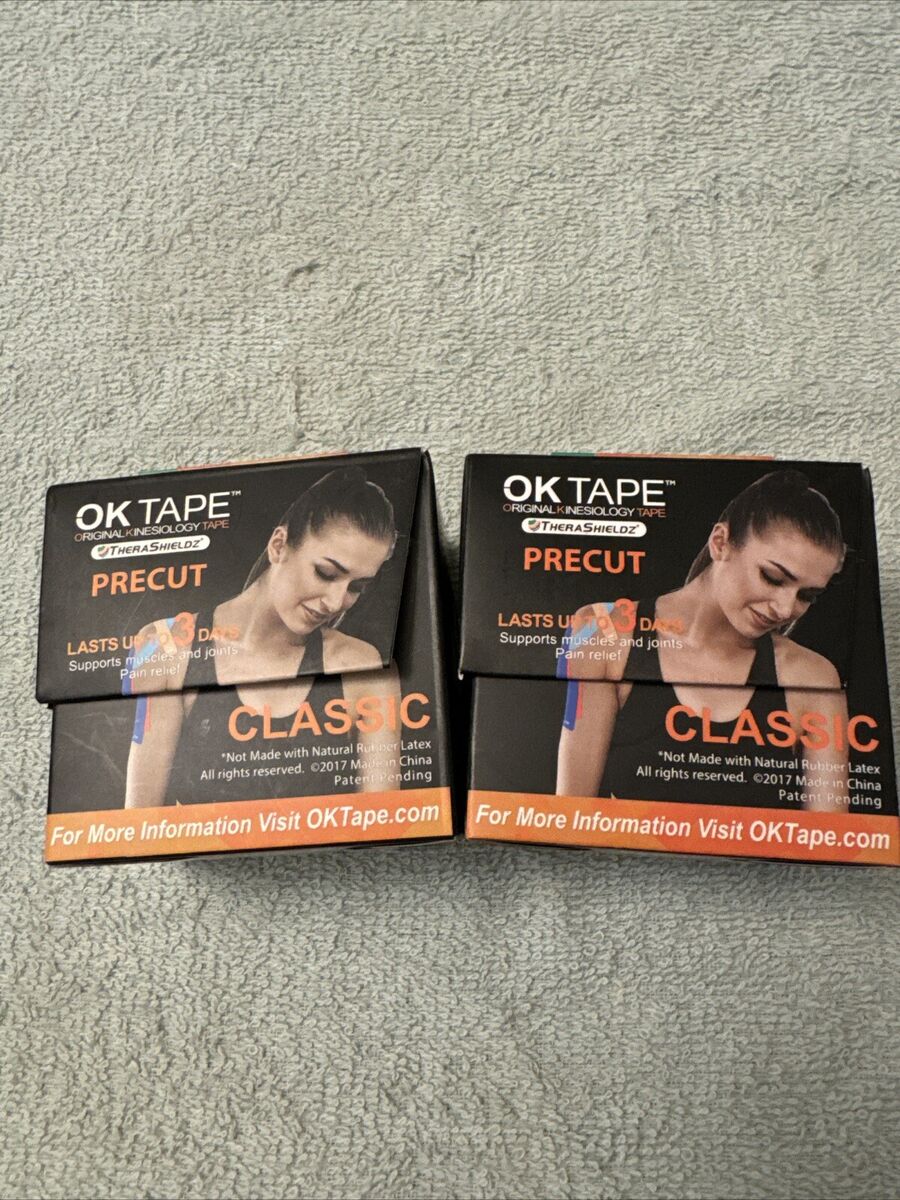 OK TAPE™
ORIGINAL KINESIOLOGY TAPE
THERASHIELDZ®
PRECUT
LASTS UP TO 3 DAYS
Supports muscles and joints
Pain relief
CLASSIC
*Not Made with Natural Rubber Latex
All rights reserved. ©2017 Made in China
Patent Pending
For More Information Visit OKTape.com
OK TAPE™
ORIGINAL KINESIOLOGY TAPE
THERASHIELDZ®
PRECUT
LASTS UP TO 3 DAYS
Supports muscles and joints
Pain relief
CLASSIC
*Not Made with Natural Rubber Latex
All rights reserved. ©2017 Made in China
Patent Pending
For More Information Visit OKTape.com